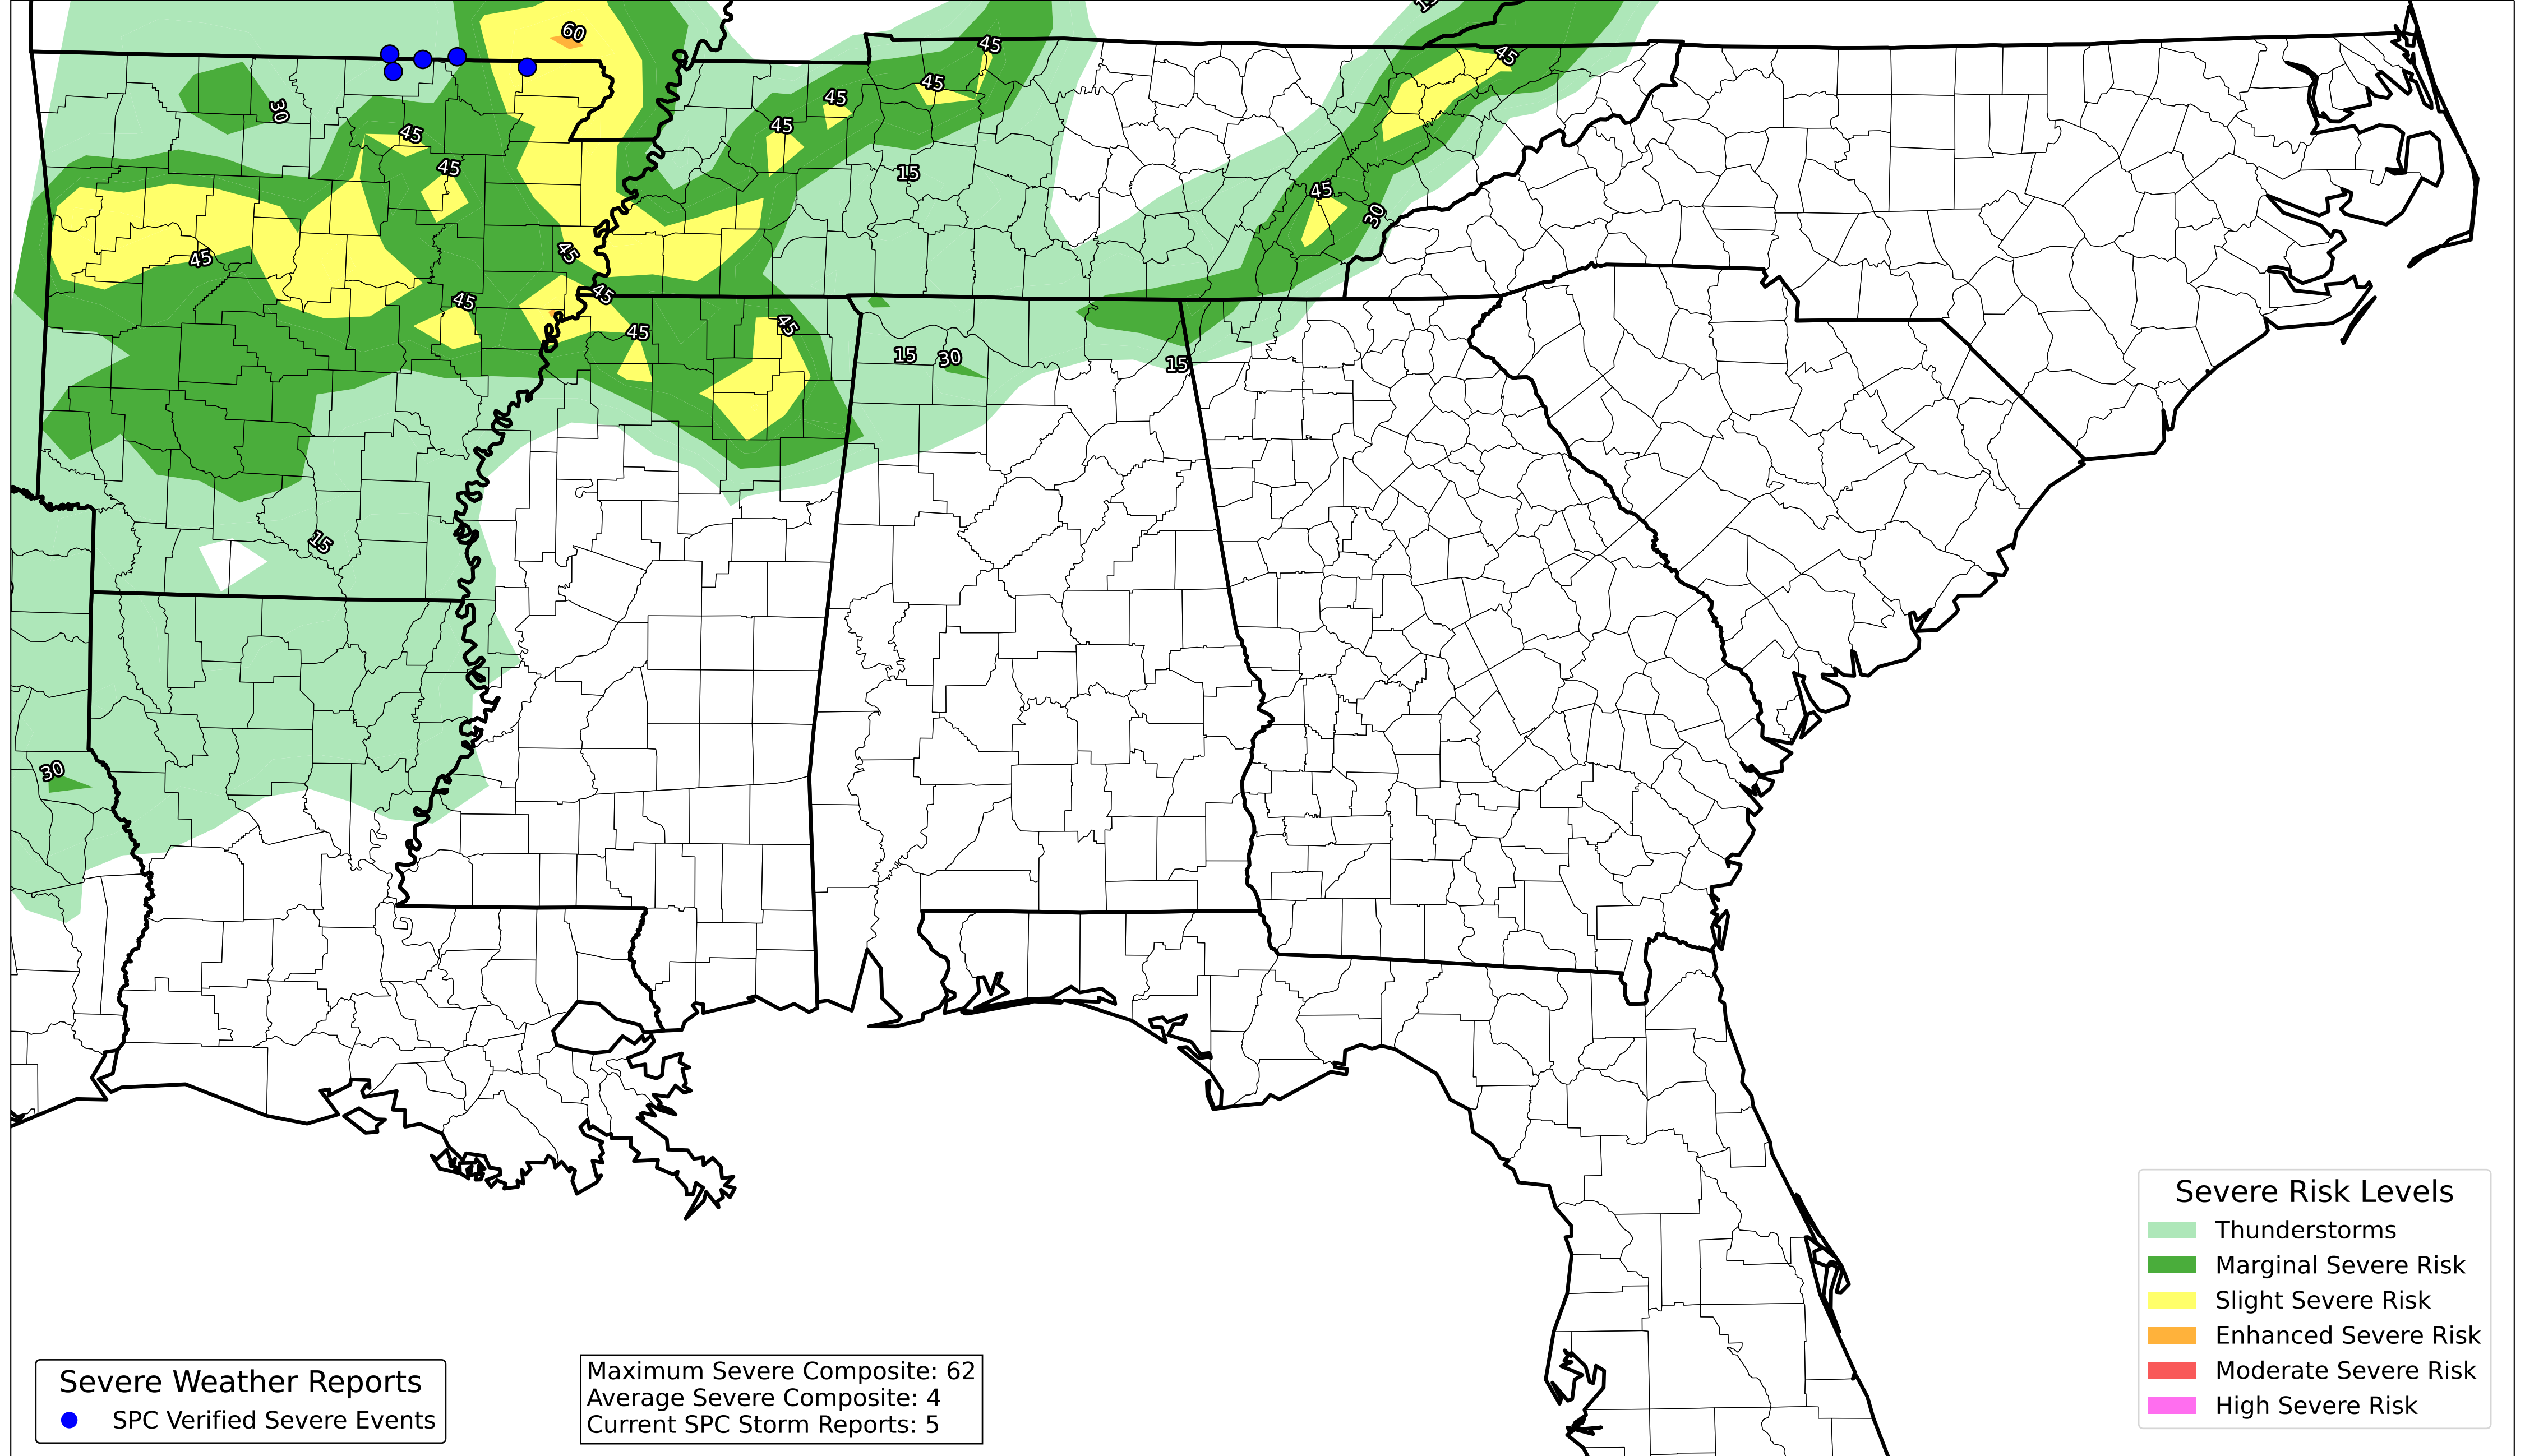 15
60
45
45
45
45
30
45
45
15
45
30
45
45
45
45
45
45
15
30
15
15
30
Severe Risk Levels
Thunderstorms
Marginal Severe Risk
Slight Severe Risk
Enhanced Severe Risk
Moderate Severe Risk
High Severe Risk
Severe Weather Reports
SPC Verified Severe Events
Maximum Severe Composite: 62
Average Severe Composite: 4
Current SPC Storm Reports: 5